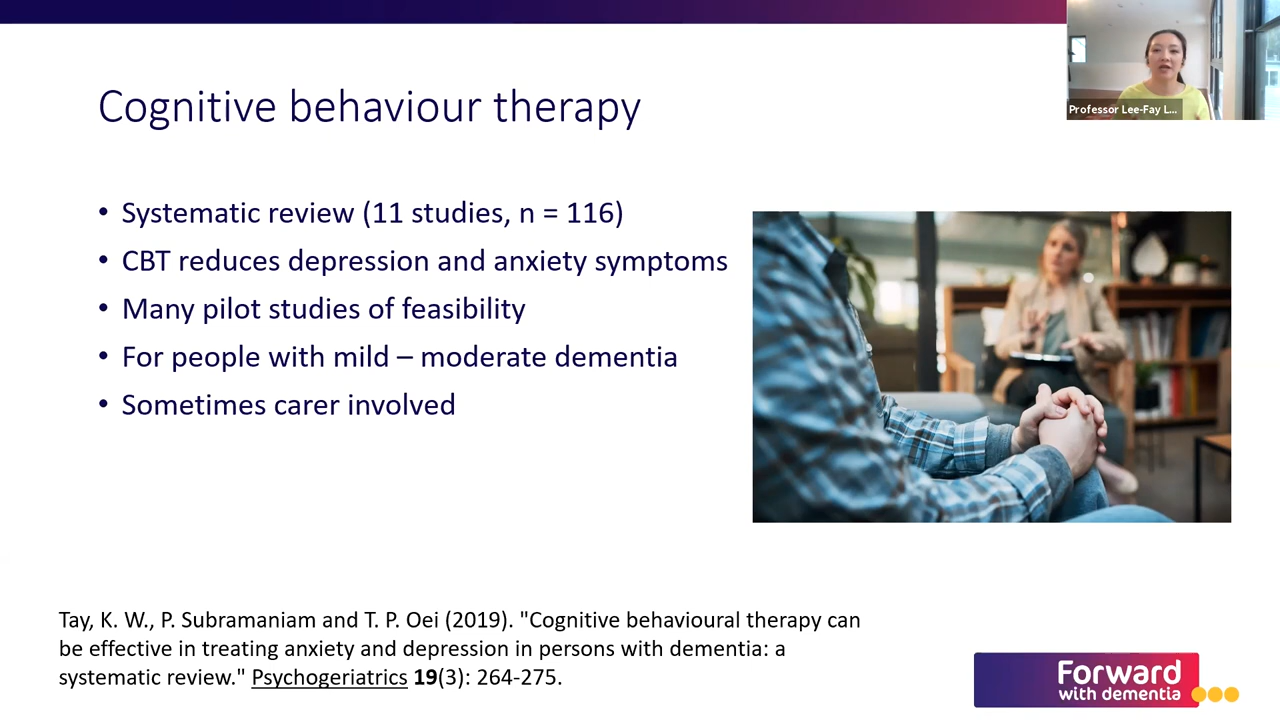 Professor Lee-Fay L...
Cognitive behaviour therapy
• Systematic review (11 studies, n = 116)
• CBT reduces depression and anxiety symptoms
• Many pilot studies of feasibility
• For people with mild – moderate dementia
• Sometimes carer involved
Tay, K. W., P. Subramaniam and T. P. Oei (2019). "Cognitive behavioural therapy can
be effective in treating anxiety and depression in persons with dementia: a
systematic review." Psychogeriatrics 19(3): 264-275.
Forward
with dementia